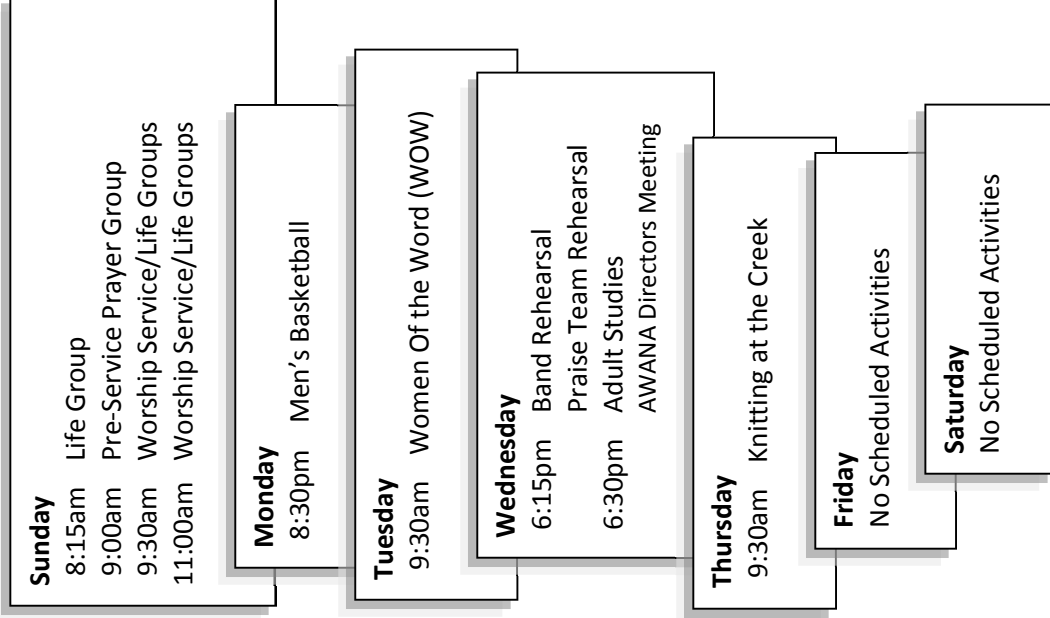 Sunday
8:15am Life Group
9:00am Pre-Service Prayer Group
9:30am Worship Service/Life Groups
11:00am Worship Service/Life Groups
Monday
8:30pm Men’s Basketball
Tuesday
9:30am Women Of the Word (WOW)
Wednesday
6:15pm Band Rehearsal
Praise Team Rehearsal
6:30pm Adult Studies
AWANA Directors Meeting
Thursday
9:30am Knitting at the Creek
Friday
No Scheduled Activities
Saturday
No Scheduled Activities